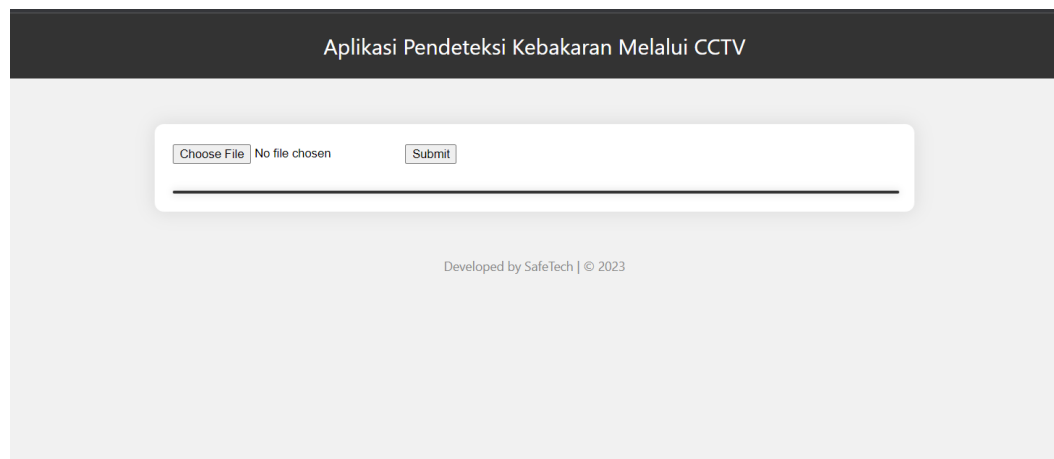 Aplikasi Pendeteksi Kebakaran Melalui CCTV
Choose File No file chosen Submit
Developed by SafeTech | © 2023